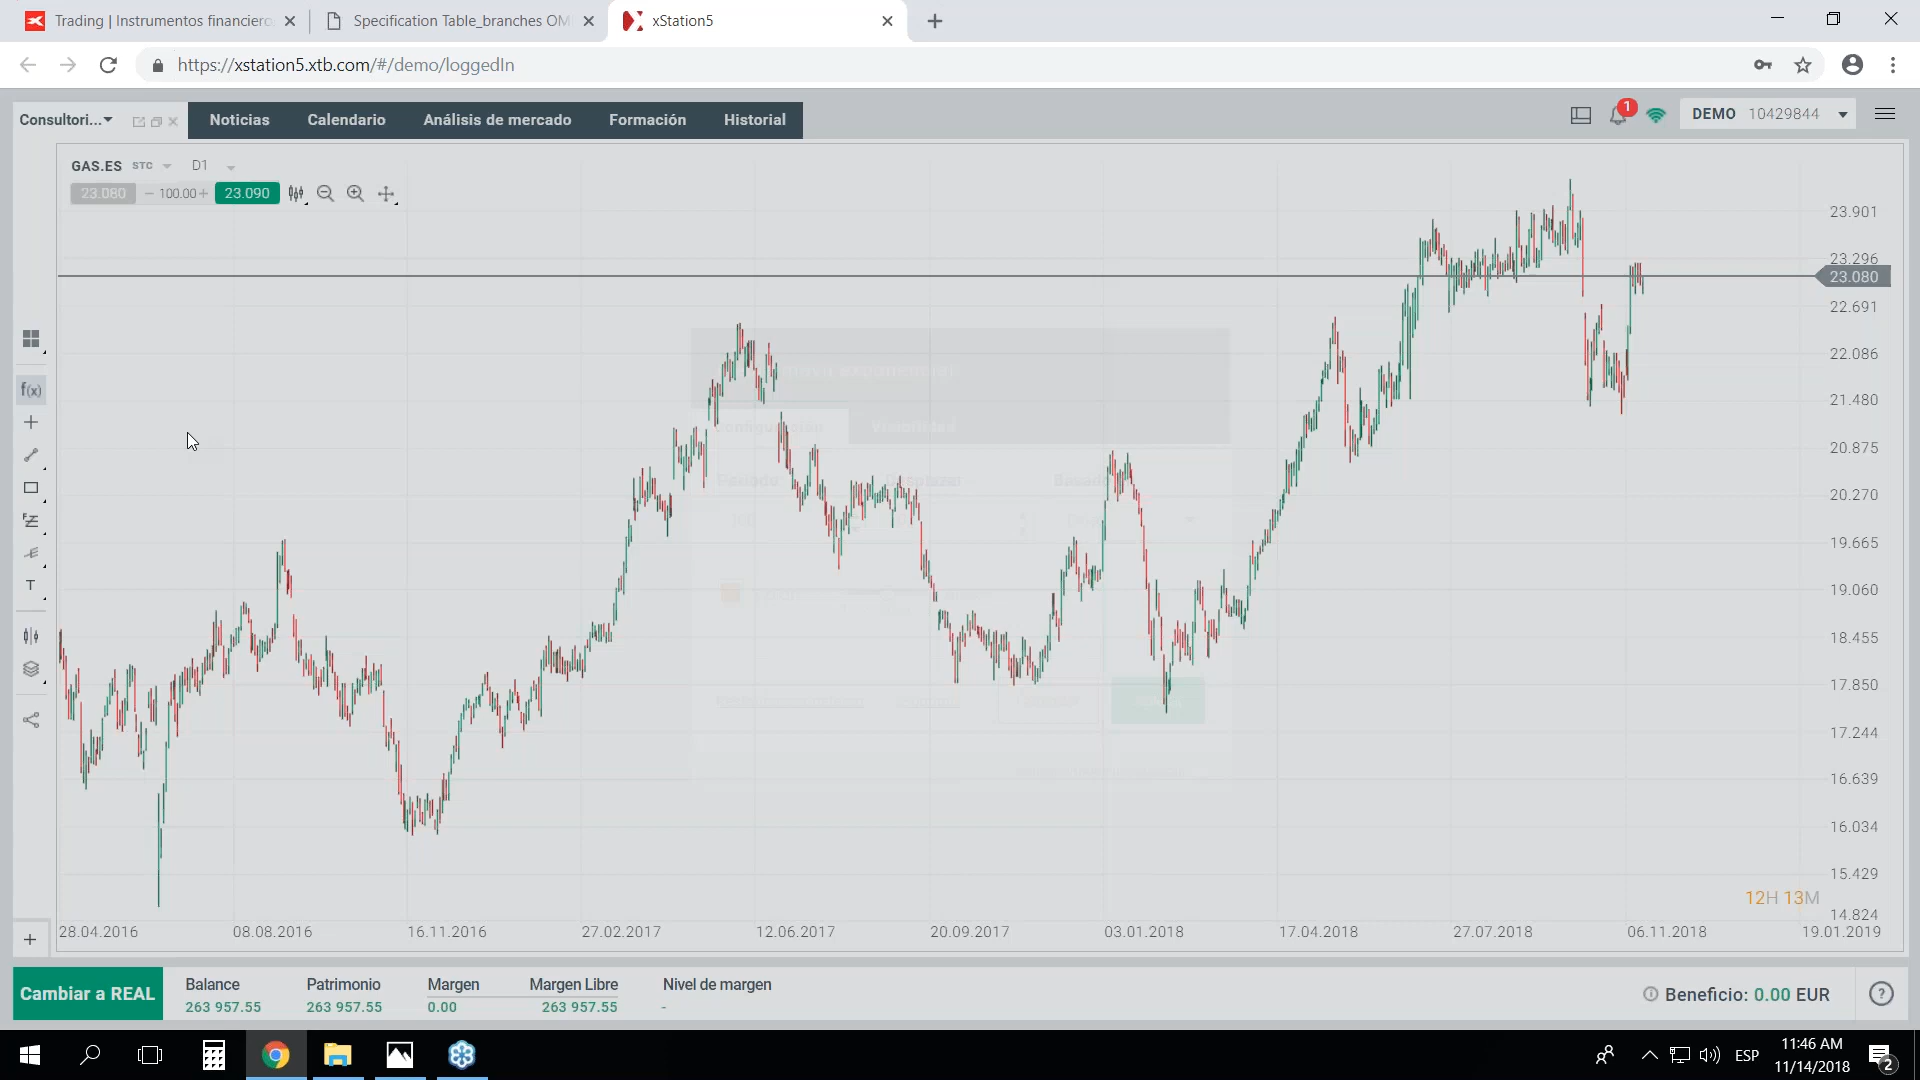 Trading | Instrumentos financiero
Specification Table_branches OM
xStation5
https://xstation5.xtb.com/#/demo/loggedIn
Consultori...
Noticias
Calendario
Análisis de mercado
Formación
Historial
1
DEMO 10429844
GAS.ES STC D1
23.080 − 100.00 + 23.090
23.901
23.296
23.080
22.691
22.086
21.480
20.875
20.270
19.665
19.060
18.455
17.850
17.244
16.639
16.034
15.429
14.824
f(x)
T
Configuración
Visibilidad
12H 13M
28.04.2016
08.08.2016
16.11.2016
27.02.2017
12.06.2017
20.09.2017
03.01.2018
17.04.2018
27.07.2018
06.11.2018
19.01.2019
Cambiar a REAL
Balance
263 957.55
Patrimonio
263 957.55
Margen
0.00
Margen Libre
263 957.55
Nivel de margen
-
Beneficio: 0.00 EUR
?
ESP
11:46 AM
11/14/2018
2